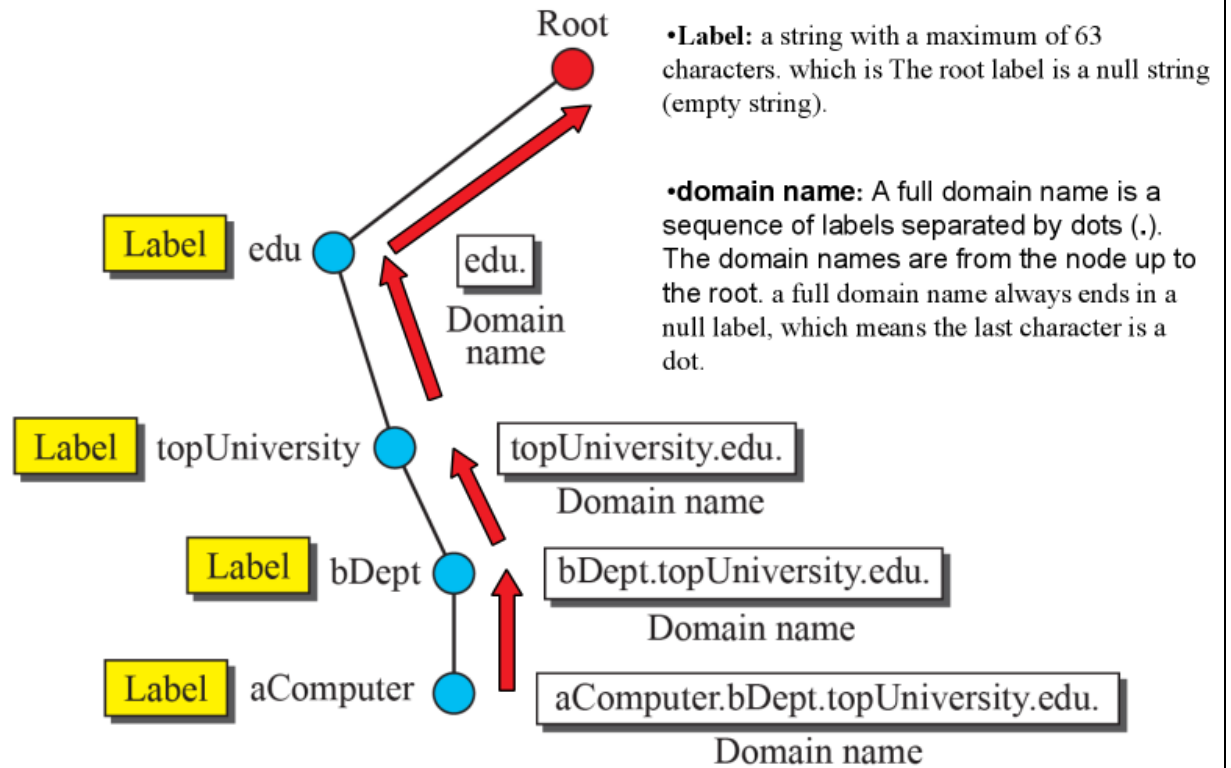 Root
•Label: a string with a maximum of 63
characters. which is The root label is a null string
(empty string).
•domain name: A full domain name is a
sequence of labels separated by dots (.).
The domain names are from the node up to
the root. a full domain name always ends in a
null label, which means the last character is a
dot.
Label edu
edu.
Domain
name
Label topUniversity
topUniversity.edu.
Domain name
Label bDept
bDept.topUniversity.edu.
Domain name
Label aComputer
aComputer.bDept.topUniversity.edu.
Domain name